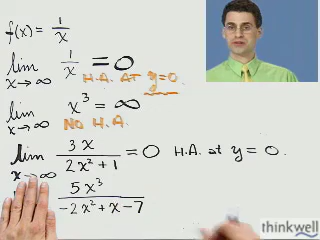 f(x) = 1/x
lim x→∞ 1/x = 0
H.A. AT y=0
lim x→∞ x³ = ∞
NO H.A.
lim x→∞ 3x / 2x² + 1 = 0 H.A. at y = 0.
5x³ / -2x² + x - 7
thinkwell